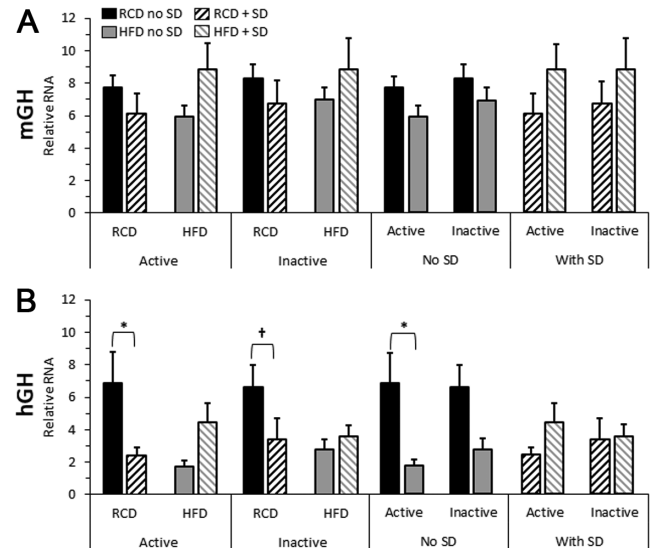 A
RCD no SD RCD + SD
HFD no SD HFD + SD
mGH
Relative RNA
12
10
8
6
4
2
0
RCD HFD RCD HFD Active Inactive Active Inactive
Active Inactive No SD With SD
B
hGH
Relative RNA
12
10
8
6
4
2
0
* † *
RCD HFD RCD HFD Active Inactive Active Inactive
Active Inactive No SD With SD